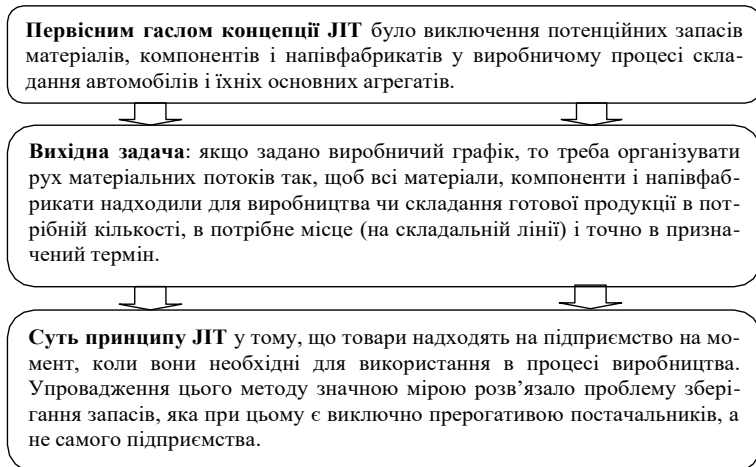 Первісним гаслом концепції JIT було виключення потенційних запасів
матеріалів, компонентів і напівфабрикатів у виробничому процесі скла-
дання автомобілів і їхніх основних агрегатів.
Вихідна задача: якщо задано виробничий графік, то треба організувати
рух матеріальних потоків так, щоб всі матеріали, компоненти і напівфаб-
рикати надходили для виробництва чи складання готової продукції в пот-
рібній кількості, в потрібне місце (на складальній лінії) і точно в призна-
чений термін.
Суть принципу JIT у тому, що товари надходять на підприємство на мо-
мент, коли вони необхідні для використання в процесі виробництва.
Упровадження цього методу значною мірою розв’язало проблему збері-
гання запасів, яка при цьому є виключно прерогативою постачальників, а
не самого підприємства.